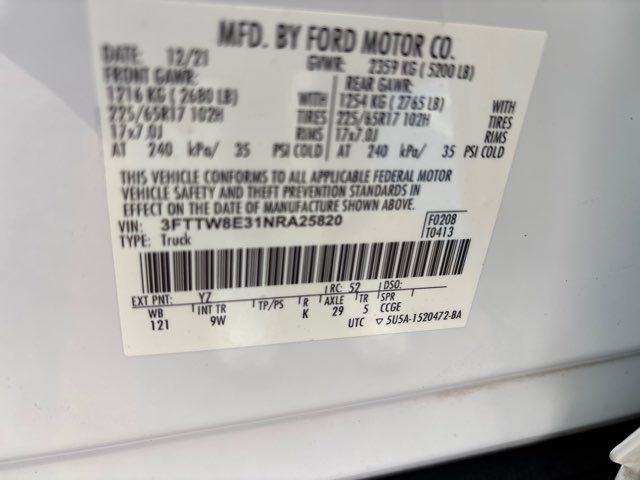 MFD. BY FORD MOTOR CO.
DATE: 12/21 GVWR: 2359 KG ( 5200 LB)
FRONT GAWR: REAR GAWR:
1216 KG ( 2680 LB) WITH 1254 KG ( 2765 LB) WITH
225/65R17 102H TIRES 225/65R17 102H TIRES
17x7.0J RIMS 17x7.0J RIMS
AT 240 kPa/ 35 PSI COLD AT 240 kPa/ 35 PSI COLD
THIS VEHICLE CONFORMS TO ALL APPLICABLE FEDERAL MOTOR
VEHICLE SAFETY AND THEFT PREVENTION STANDARDS IN
EFFECT ON THE DATE OF MANUFACTURE SHOWN ABOVE.
VIN: 3FTTW8E31NRA25820 F0208
TYPE: Truck T0413
EXT PNT: YZ RC: 52 DSO:
WB INT TR TP/PS R AXLE TR SPR
121 9W K 29 5 CCGE
UTC ▽ 5U5A-1520472-BA